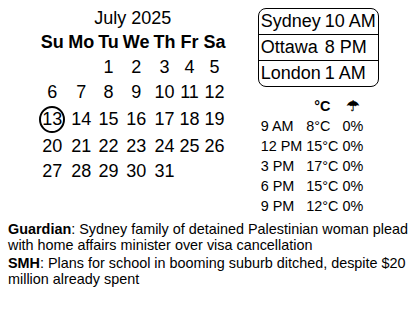 July 2025
Su Mo Tu We Th Fr Sa
1 2 3 4 5
6 7 8 9 10 11 12
13 14 15 16 17 18 19
20 21 22 23 24 25 26
27 28 29 30 31
Sydney 10 AM
Ottawa 8 PM
London 1 AM
°C ☂
9 AM 8°C 0%
12 PM 15°C 0%
3 PM 17°C 0%
6 PM 15°C 0%
9 PM 12°C 0%
Guardian: Sydney family of detained Palestinian woman plead
with home affairs minister over visa cancellation
SMH: Plans for school in booming suburb ditched, despite $20
million already spent